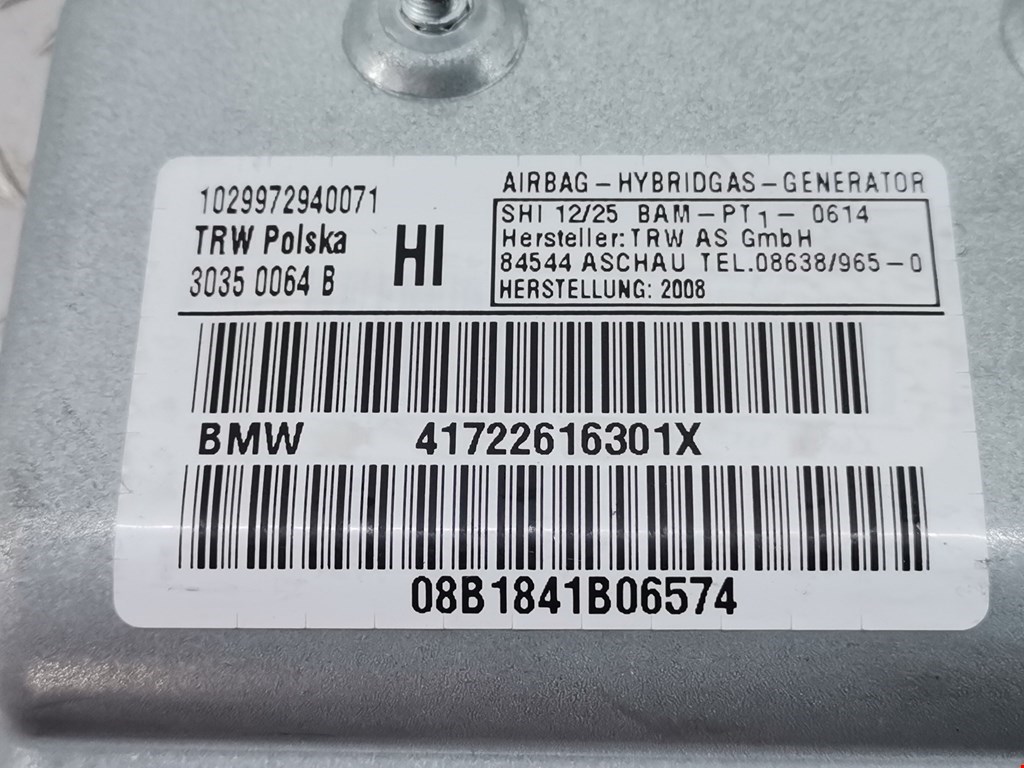 1029972940071
TRW Polska
3035 0064 B
HI
AIRBAG-HYBRIDGAS-GENERATOR
SHI 12/25 BAM-PT1-0614
Hersteller: TRW AS GmbH
84544 ASCHAU TEL.08638/965-0
HERSTELLUNG: 2008
BMW 41722616301X
08B1841B06574